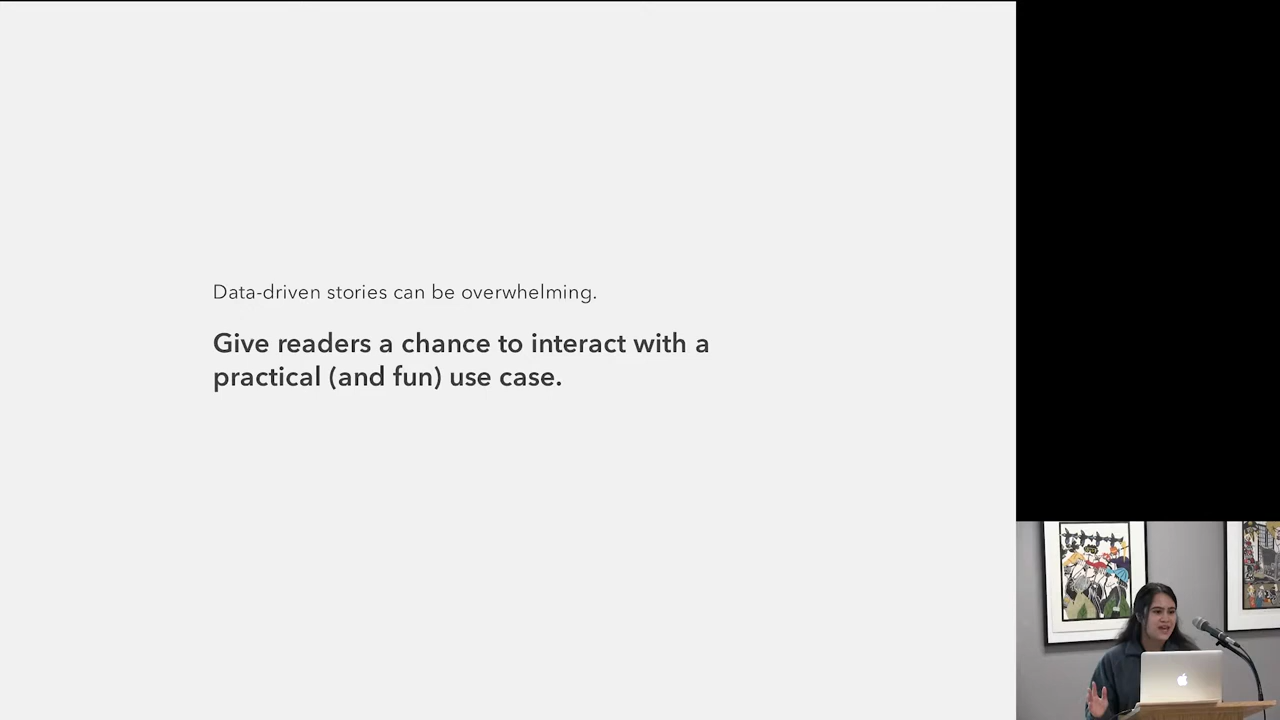 Data-driven stories can be overwhelming.
Give readers a chance to interact with a
practical (and fun) use case.